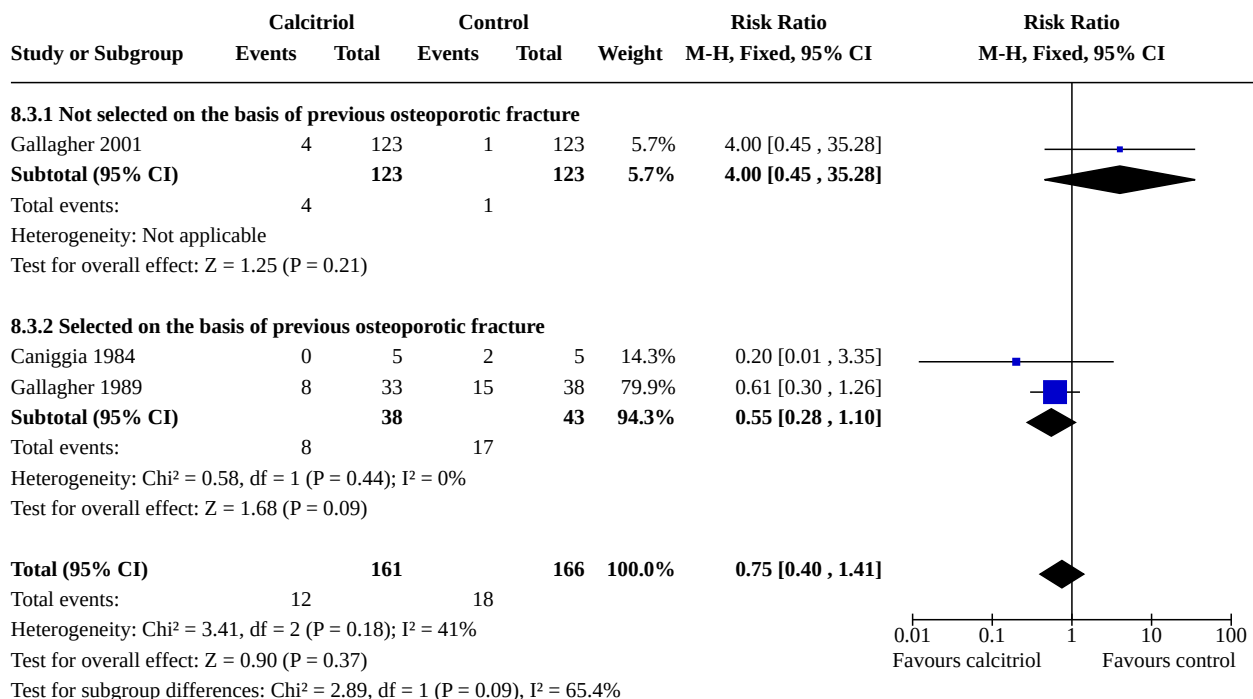 Calcitriol Control Risk Ratio Risk Ratio
Study or Subgroup Events Total Events Total Weight M-H, Fixed, 95% CI M-H, Fixed, 95% CI
8.3.1 Not selected on the basis of previous osteoporotic fracture
Gallagher 2001 4 123 1 123 5.7% 4.00 [0.45 , 35.28]
Subtotal (95% CI) 123 123 5.7% 4.00 [0.45 , 35.28]
Total events: 4 1
Heterogeneity: Not applicable
Test for overall effect: Z = 1.25 (P = 0.21)
8.3.2 Selected on the basis of previous osteoporotic fracture
Caniggia 1984 0 5 2 5 14.3% 0.20 [0.01 , 3.35]
Gallagher 1989 8 33 15 38 79.9% 0.61 [0.30 , 1.26]
Subtotal (95% CI) 38 43 94.3% 0.55 [0.28 , 1.10]
Total events: 8 17
Heterogeneity: Chi² = 0.58, df = 1 (P = 0.44); I² = 0%
Test for overall effect: Z = 1.68 (P = 0.09)
Total (95% CI) 161 166 100.0% 0.75 [0.40 , 1.41]
Total events: 12 18
Heterogeneity: Chi² = 3.41, df = 2 (P = 0.18); I² = 41%
0.01 0.1 1 10 100
Test for overall effect: Z = 0.90 (P = 0.37)
Favours calcitriol Favours control
Test for subgroup differences: Chi² = 2.89, df = 1 (P = 0.09), I² = 65.4%